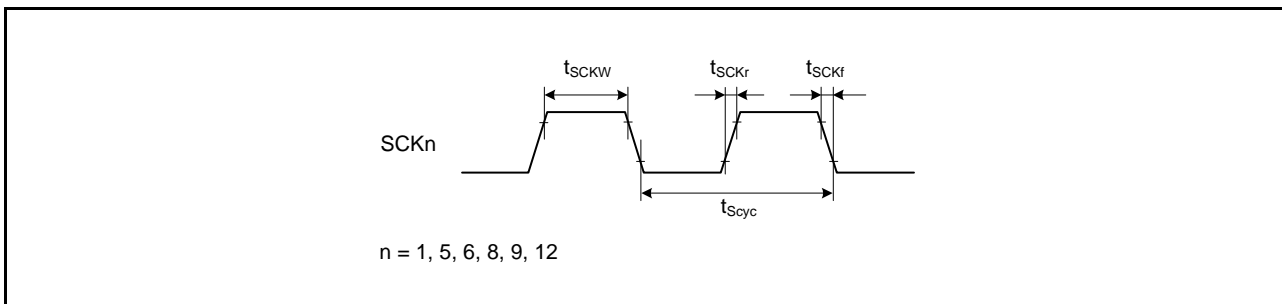 tSCKW tSCKr tSCKf
SCKn
tScyc
n = 1, 5, 6, 8, 9, 12